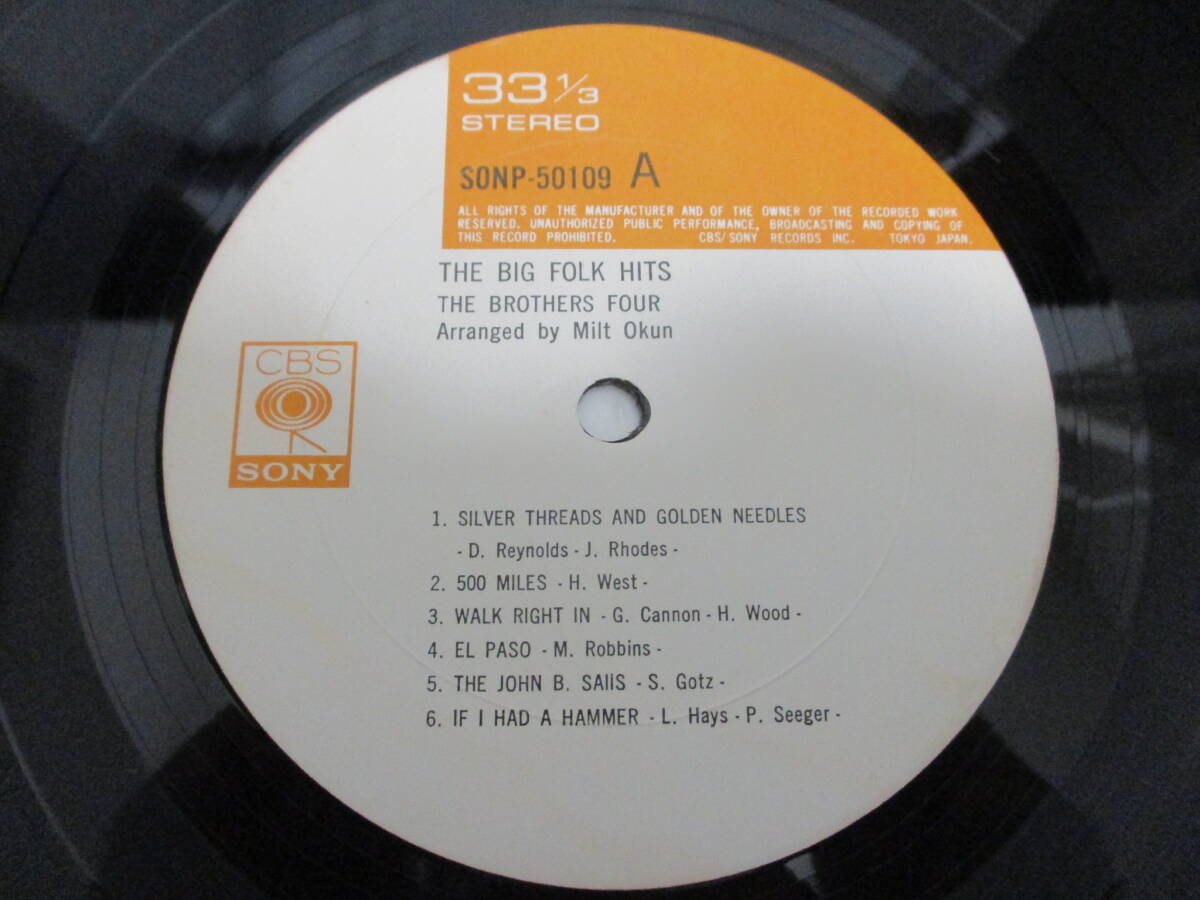 33 1/3
STEREO
SONP-50109 A
ALL RIGHTS OF THE MANUFACTURER AND OF THE OWNER OF THE RECORDED WORK
RESERVED. UNAUTHORIZED PUBLIC PERFORMANCE, BROADCASTING AND COPYING OF
THIS RECORD PROHIBITED. CBS/SONY RECORDS INC. TOKYO JAPAN.
THE BIG FOLK HITS
THE BROTHERS FOUR
Arranged by Milt Okun
CBS
SONY
1. SILVER THREADS AND GOLDEN NEEDLES
- D. Reynolds - J. Rhodes -
2. 500 MILES - H. West -
3. WALK RIGHT IN - G. Cannon - H. Wood -
4. EL PASO - M. Robbins -
5. THE JOHN B. SAIIS - S. Gotz -
6. IF I HAD A HAMMER - L. Hays - P. Seeger -